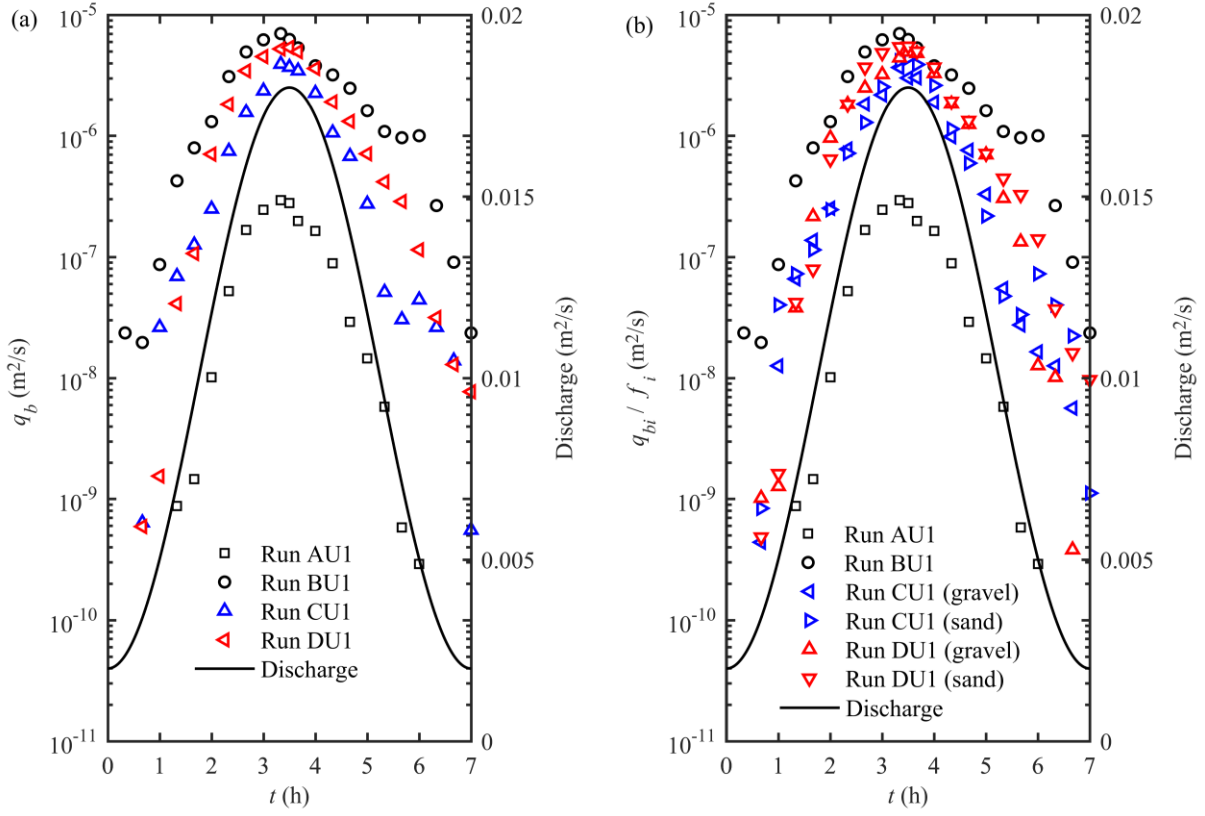 (a)
10⁻⁵
10⁻⁶
10⁻⁷
10⁻⁸
10⁻⁹
10⁻¹⁰
10⁻¹¹
q_b (m²/s)
0.02
0.015
0.01
0.005
0
Discharge (m²/s)
Run AU1
Run BU1
Run CU1
Run DU1
Discharge
0 1 2 3 4 5 6 7
t (h)
(b)
10⁻⁵
10⁻⁶
10⁻⁷
10⁻⁸
10⁻⁹
10⁻¹⁰
10⁻¹¹
q_bi / f_i (m²/s)
0.02
0.015
0.01
0.005
0
Discharge (m²/s)
Run AU1
Run BU1
Run CU1 (gravel)
Run CU1 (sand)
Run DU1 (gravel)
Run DU1 (sand)
Discharge
0 1 2 3 4 5 6 7
t (h)